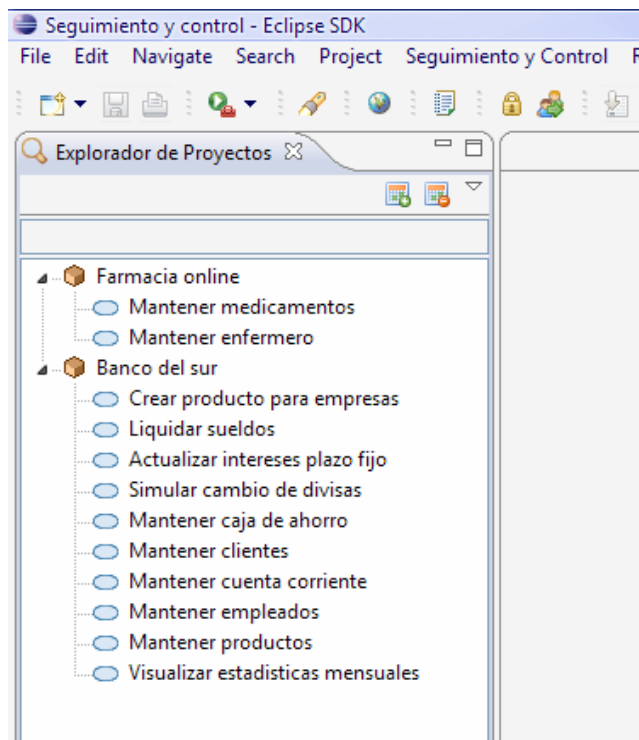 Seguimiento y control - Eclipse SDK
File Edit Navigate Search Project Seguimiento y Control
Explorador de Proyectos
Farmacia online
Mantener medicamentos
Mantener enfermero
Banco del sur
Crear producto para empresas
Liquidar sueldos
Actualizar intereses plazo fijo
Simular cambio de divisas
Mantener caja de ahorro
Mantener clientes
Mantener cuenta corriente
Mantener empleados
Mantener productos
Visualizar estadisticas mensuales